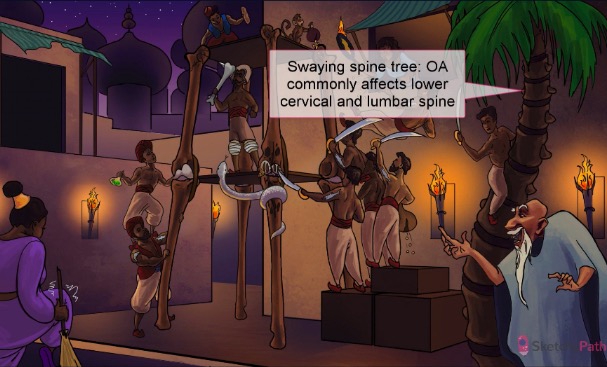 Swaying spine tree: OA
commonly affects lower
cervical and lumbar spine
SketchyPath